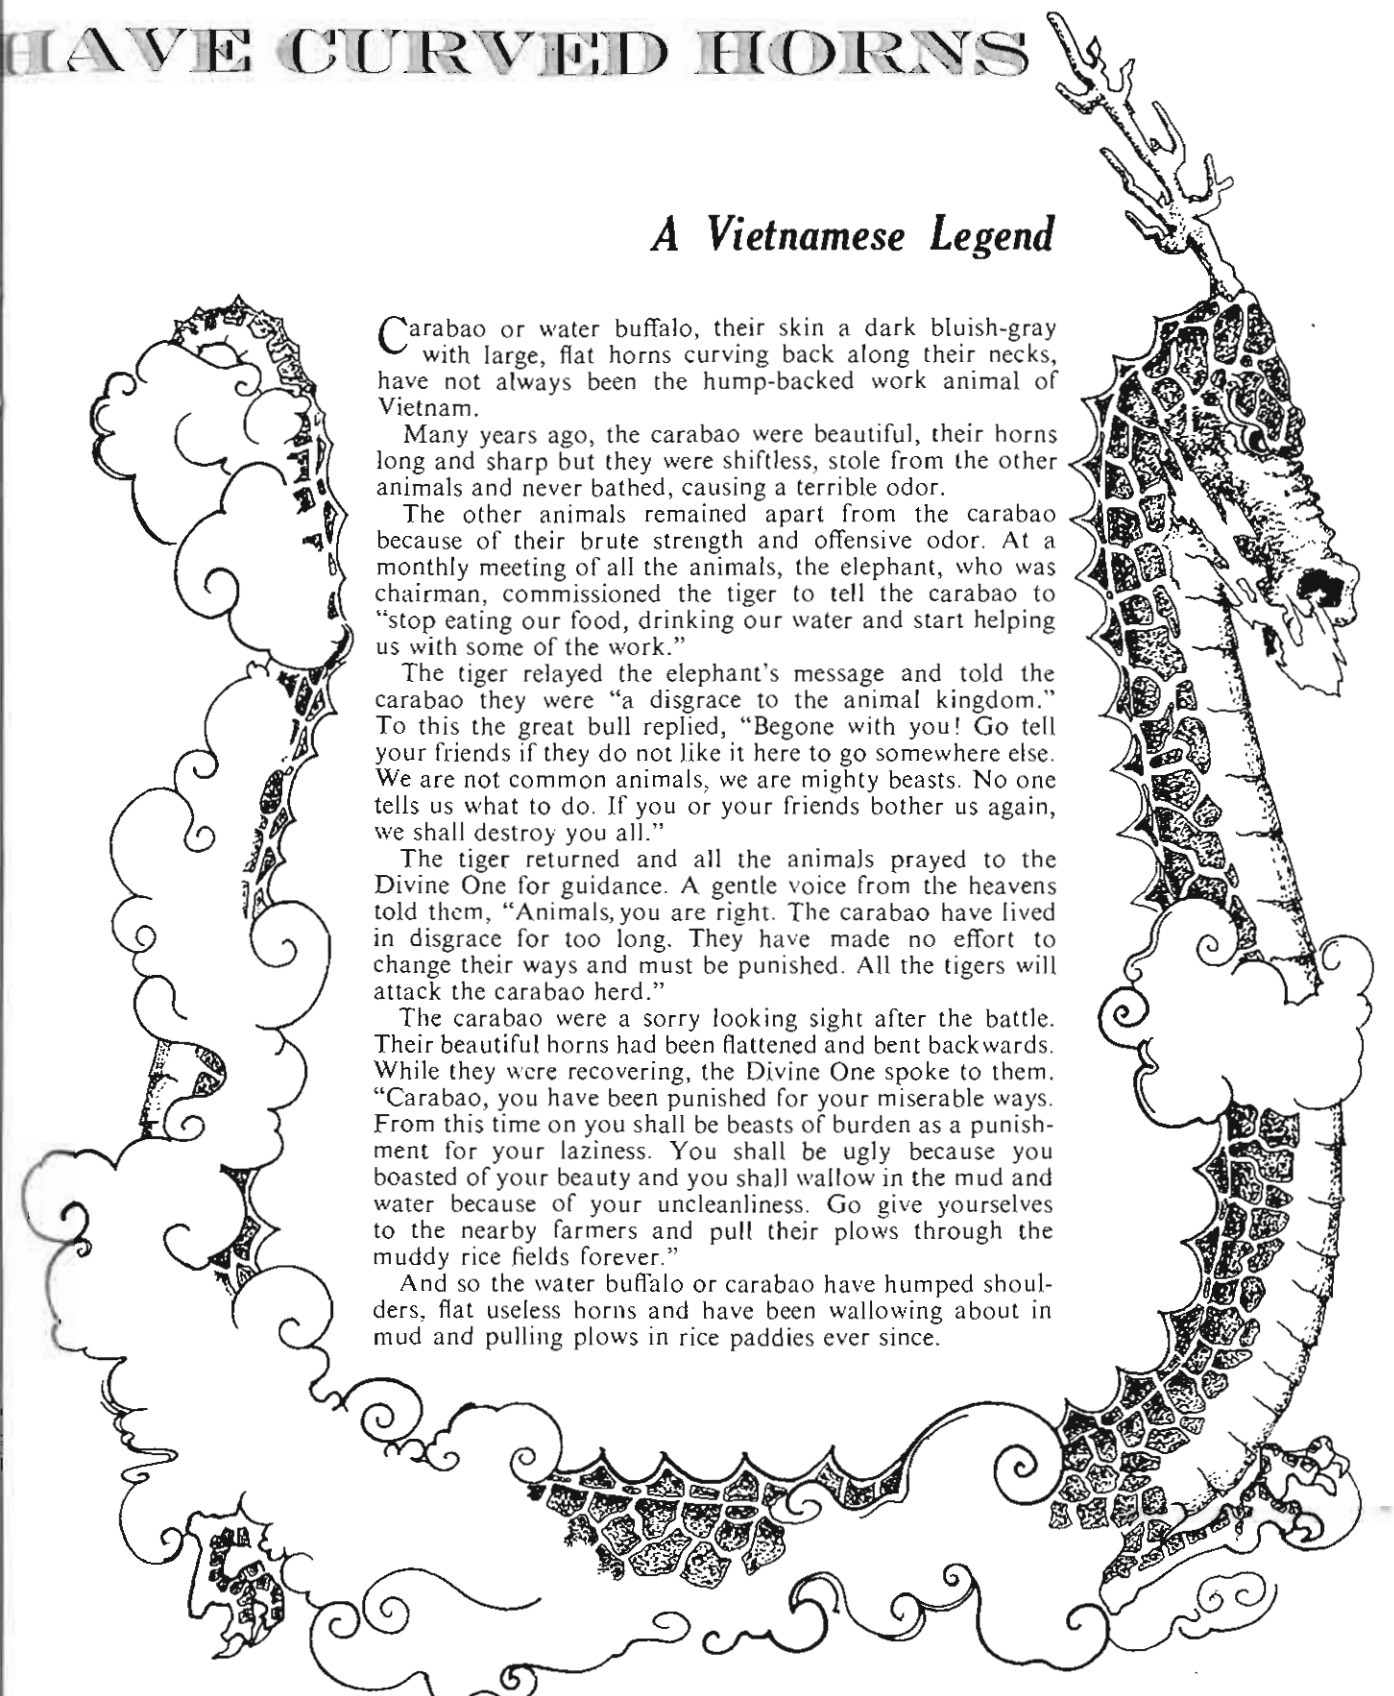 HAVE CURVED HORNS
A Vietnamese Legend
Carabao or water buffalo, their skin a dark bluish-gray
with large, flat horns curving back along their necks,
have not always been the hump-backed work animal of
Vietnam.
Many years ago, the carabao were beautiful, their horns
long and sharp but they were shiftless, stole from the other
animals and never bathed, causing a terrible odor.
The other animals remained apart from the carabao
because of their brute strength and offensive odor. At a
monthly meeting of all the animals, the elephant, who was
chairman, commissioned the tiger to tell the carabao to
“stop eating our food, drinking our water and start helping
us with some of the work.”
The tiger relayed the elephant’s message and told the
carabao they were “a disgrace to the animal kingdom.”
To this the great bull replied, “Begone with you! Go tell
your friends if they do not like it here to go somewhere else.
We are not common animals, we are mighty beasts. No one
tells us what to do. If you or your friends bother us again,
we shall destroy you all.”
The tiger returned and all the animals prayed to the
Divine One for guidance. A gentle voice from the heavens
told them, “Animals, you are right. The carabao have lived
in disgrace for too long. They have made no effort to
change their ways and must be punished. All the tigers will
attack the carabao herd.”
The carabao were a sorry looking sight after the battle.
Their beautiful horns had been flattened and bent backwards.
While they were recovering, the Divine One spoke to them.
“Carabao, you have been punished for your miserable ways.
From this time on you shall be beasts of burden as a punish-
ment for your laziness. You shall be ugly because you
boasted of your beauty and you shall wallow in the mud and
water because of your uncleanliness. Go give yourselves
to the nearby farmers and pull their plows through the
muddy rice fields forever.”
And so the water buffalo or carabao have humped shoul-
ders, flat useless horns and have been wallowing about in
mud and pulling plows in rice paddies ever since.